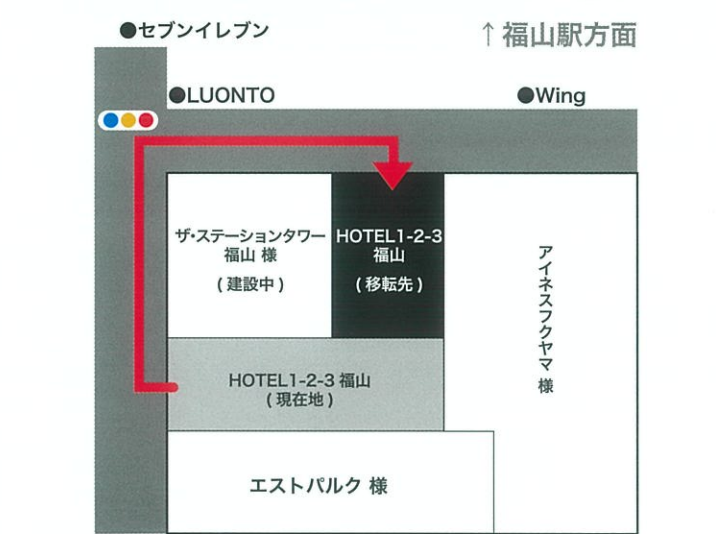 ●セブンイレブン
↑福山駅方面
●LUONTO
●Wing
ザ・ステーションタワー
福山 様
(建設中)
HOTEL1-2-3
福山
(移転先)
アイネスフクヤマ 様
HOTEL1-2-3 福山
(現在地)
エストパルク 様